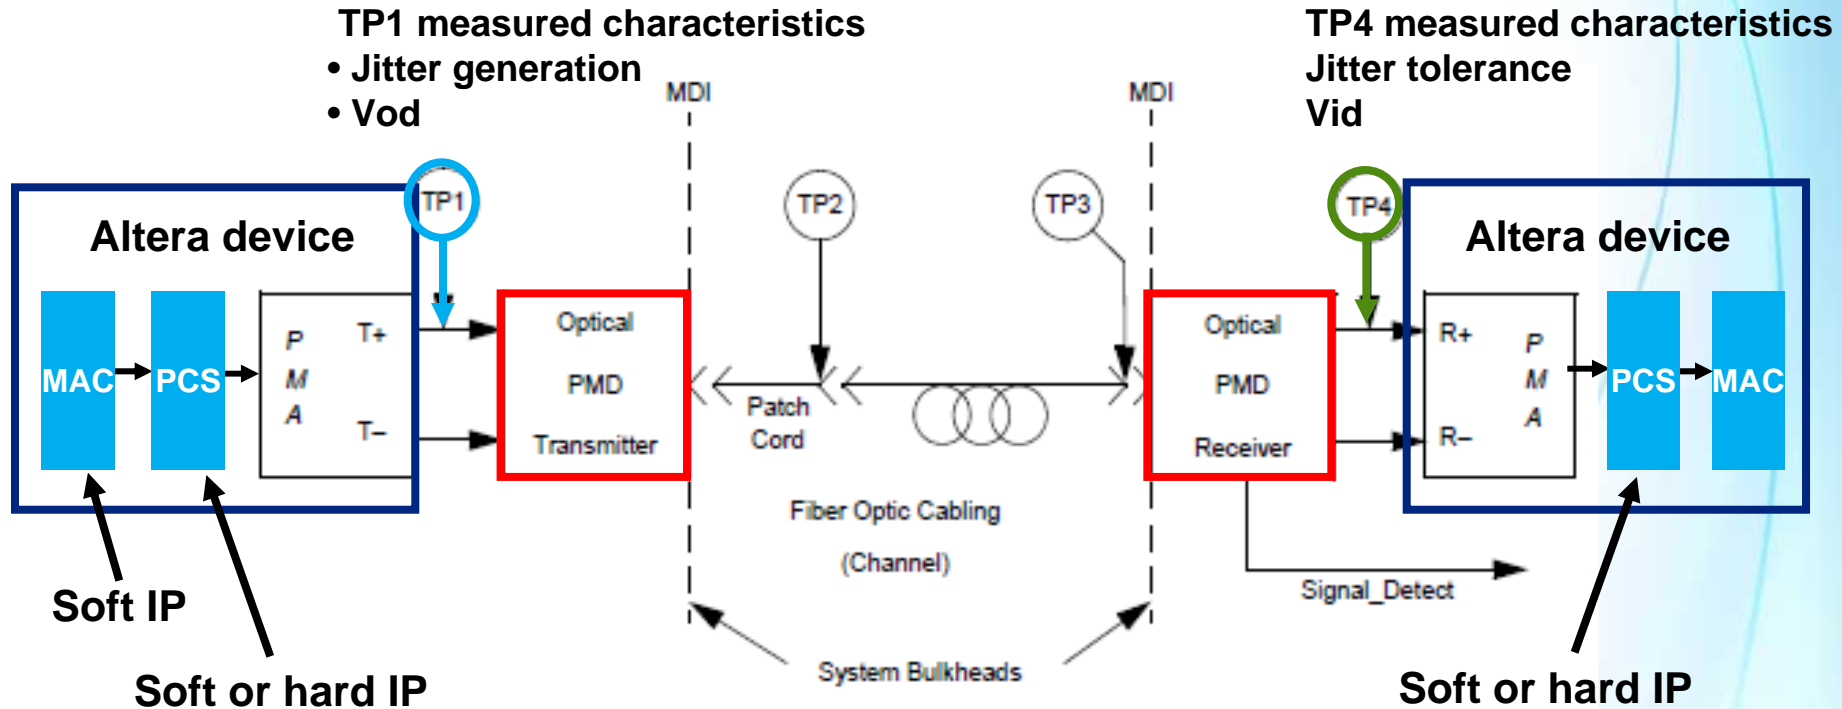 TP1 measured characteristics
• Jitter generation
• Vod
TP4 measured characteristics
Jitter tolerance
Vid
MDI
MDI
TP1
TP2
TP3
TP4
Altera device
Altera device
MAC
PCS
P
M
A
T+
T–
Optical
PMD
Transmitter
Patch
Cord
Optical
PMD
Receiver
R+
R–
P
M
A
PCS
MAC
Fiber Optic Cabling
(Channel)
Signal_Detect
Soft IP
System Bulkheads
Soft or hard IP
Soft or hard IP